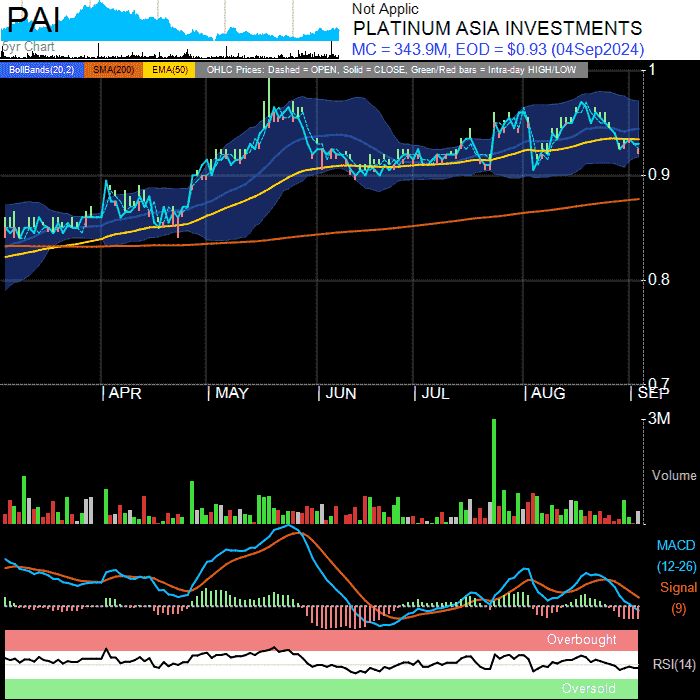 PAI
5yr Chart
Not Applic
PLATINUM ASIA INVESTMENTS
MC = 343.9M, EOD = $0.93 (04Sep2024)
BollBands(20,2) SMA(200) EMA(50) OHLC Prices: Dashed = OPEN, Solid = CLOSE, Green/Red bars = Intra-day HIGH/LOW
1
0.9
0.8
0.7
APR MAY JUN JUL AUG SEP
3M
Volume
MACD
(12-26)
Signal
(9)
Overbought
RSI(14)
Oversold